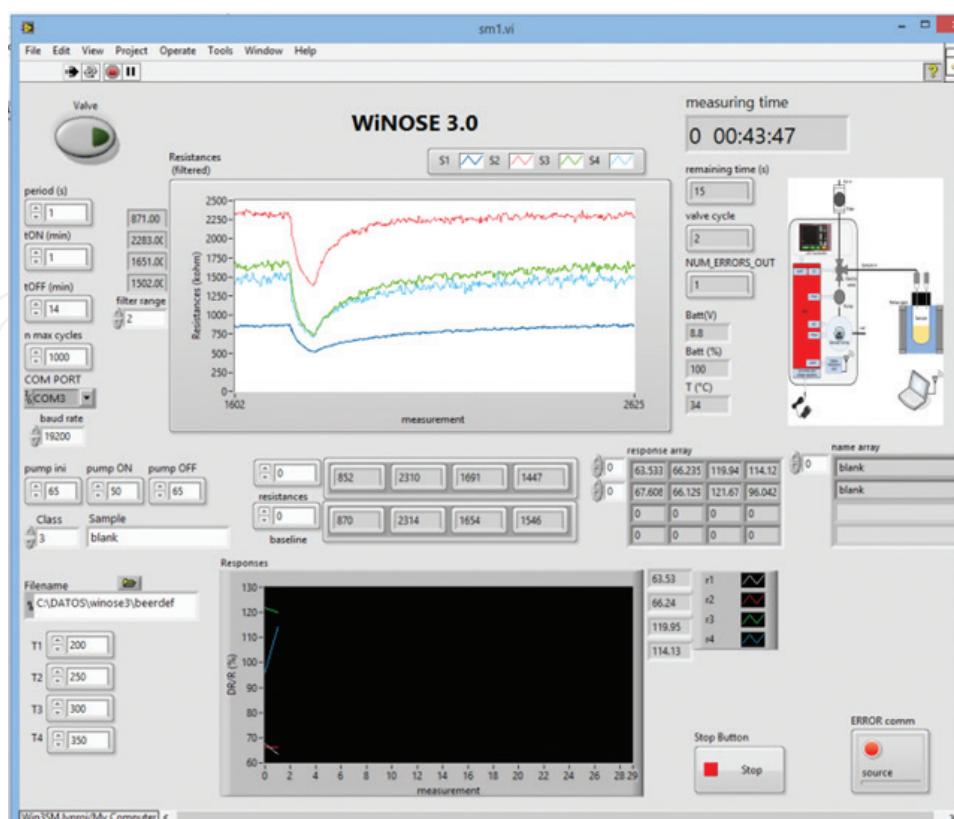 sm1.vi
File Edit View Project Operate Tools Window Help
Valve
WiNOSE 3.0
measuring time
0 00:43:47
Resistances
(filtered)
S1 S2 S3 S4
remaining time (s)
15
valve cycle
2
NUM_ERRORS_OUT
1
Batt(V)
8.8
Batt (%)
100
T (°C)
34
period (s)
1
tON (min)
1
tOFF (min)
14
n max cycles
1000
COM PORT
COM3
baud rate
19200
871.00
2283.00
1651.00
1502.00
filter range
2
Resistances (kohm)
2500
2250
2000
1750
1500
1250
1000
750
500
250
0
1602 2625
measurement
pump ini pump ON pump OFF
65 50 65
Class Sample
3 blank
0 852 2310 1691 1447
resistances
0 870 2314 1654 1546
baseline
response array
0 63.533 66.235 119.94 114.12
0 67.608 66.129 121.67 96.042
0 0 0 0
0 0 0 0
name array
0 blank
blank
Filename
C:\DATOS\winose3\beerdef
T1 200
T2 250
T3 300
T4 350
Responses
DR/R (%)
130
120
110
100
90
80
70
60
0 2 4 6 8 10 12 14 16 18 20 22 24 26 28 29
measurement
63.53 r1
66.24 r2
119.95 r3
114.13 r4
Stop Button
Stop
ERROR comm
source
Win3SM.lvproj/My Computer